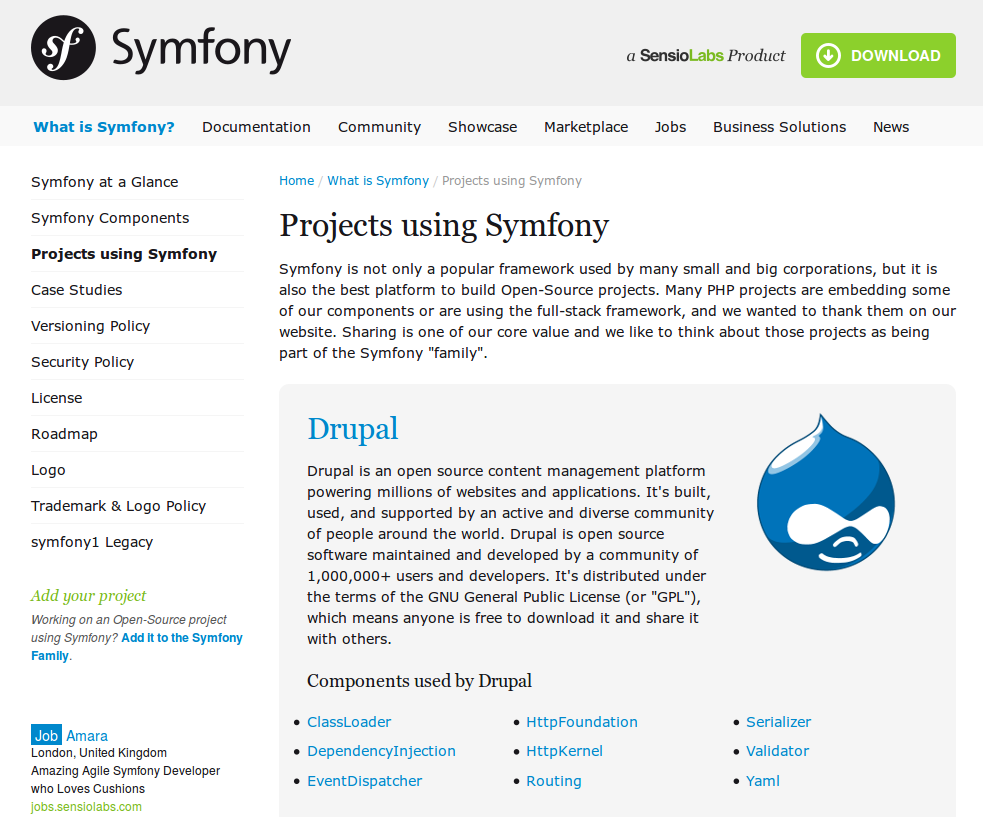 sf Symfony
a SensioLabs Product
DOWNLOAD
What is Symfony? Documentation Community Showcase Marketplace Jobs Business Solutions News
Symfony at a Glance
Symfony Components
Projects using Symfony
Case Studies
Versioning Policy
Security Policy
License
Roadmap
Logo
Trademark & Logo Policy
symfony1 Legacy
Add your project
Working on an Open-Source project
using Symfony? Add it to the Symfony
Family.
Job Amara
London, United Kingdom
Amazing Agile Symfony Developer
who Loves Cushions
jobs.sensiolabs.com
Home / What is Symfony / Projects using Symfony
Projects using Symfony
Symfony is not only a popular framework used by many small and big corporations, but it is
also the best platform to build Open-Source projects. Many PHP projects are embedding some
of our components or are using the full-stack framework, and we wanted to thank them on our
website. Sharing is one of our core value and we like to think about those projects as being
part of the Symfony "family".
Drupal
Drupal is an open source content management platform
powering millions of websites and applications. It's built,
used, and supported by an active and diverse community
of people around the world. Drupal is open source
software maintained and developed by a community of
1,000,000+ users and developers. It's distributed under
the terms of the GNU General Public License (or "GPL"),
which means anyone is free to download it and share it
with others.
Components used by Drupal
• ClassLoader • HttpFoundation • Serializer
• DependencyInjection • HttpKernel • Validator
• EventDispatcher • Routing • Yaml